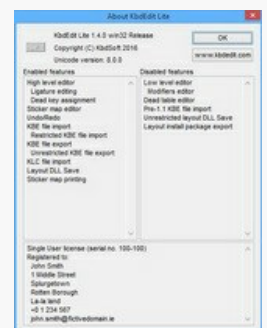 About KbdEdit Lite
KbdEdit Lite 1.4.0 win32 Release
OK
Copyright (C) KbdSoft 2016
www.kbdedit.com
Unicode version: 8.0.0
Enabled features
High level editor
Ligature editing
Dead key assignment
Sticker map editor
Undo/Redo
KBE file import
Restricted KBE file import
KBE file export
Unrestricted KBE file export
KLC file import
Layout DLL Save
Sticker map printing
Disabled features
Low level editor
Modifiers editor
Dead table editor
Pre-1.1 KBE file import
Unrestricted layout DLL Save
Layout install package export
Single User license (serial no. 100-100)
Registered to:
John Smith
1 Middle Street
Splurgetown
Rotten Borough
La-la land
+0 1 234 567
john.smith@fictivedomain.ie